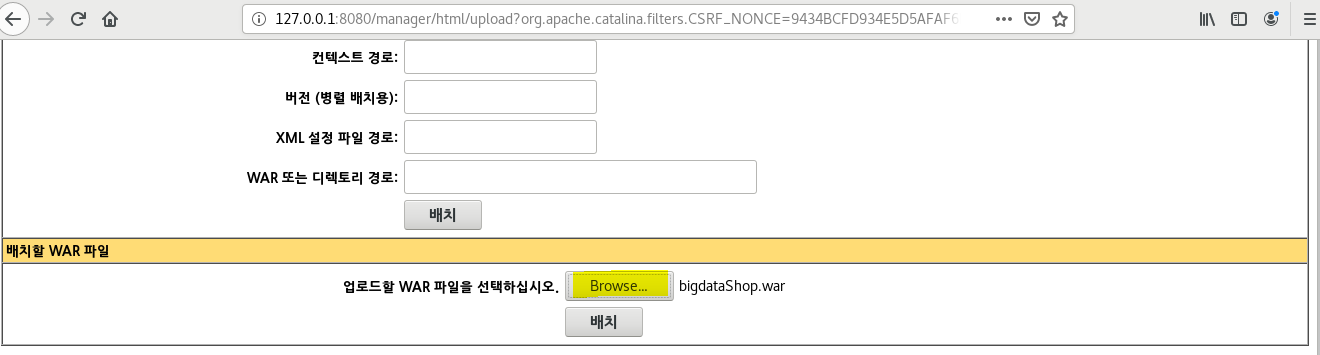 127.0.0.1:8080/manager/html/upload?org.apache.catalina.filters.CSRF_NONCE=9434BCFD934E5D5AFAF6
컨텍스트 경로:
버전 (병렬 배치용):
XML 설정 파일 경로:
WAR 또는 디렉토리 경로:
배치
배치할 WAR 파일
업로드할 WAR 파일을 선택하십시오. Browse... bigdataShop.war
배치